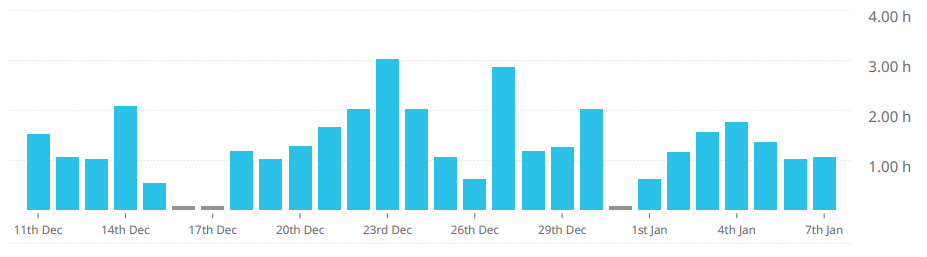 4.00 h
3.00 h
2.00 h
1.00 h
11th Dec 14th Dec 17th Dec 20th Dec 23rd Dec 26th Dec 29th Dec 1st Jan 4th Jan 7th Jan